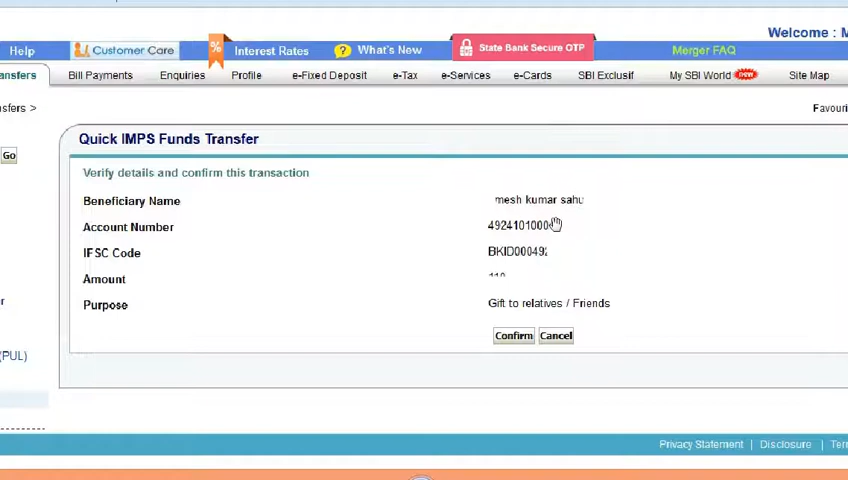 Welcome : M
Help Customer Care % Interest Rates ? What's New State Bank Secure OTP Merger FAQ
ansfers Bill Payments Enquiries Profile e-Fixed Deposit e-Tax e-Services e-Cards SBI Exclusif My SBI World new Site Map
sfers > Favouri
Quick IMPS Funds Transfer
Go
Verify details and confirm this transaction
Beneficiary Name mesh kumar sahu
Account Number 4924101000
IFSC Code BKID00049
Amount
Purpose Gift to relatives / Friends
r
Confirm Cancel
(PUL)
Privacy Statement | Disclosure | Ter